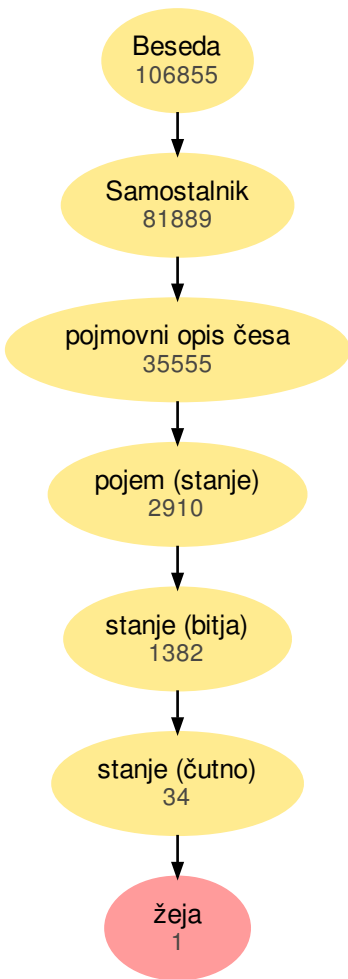 Beseda
106855
Samostalnik
81889
pojmovni opis česa
35555
pojem (stanje)
2910
stanje (bitja)
1382
stanje (čutno)
34
žeja
1